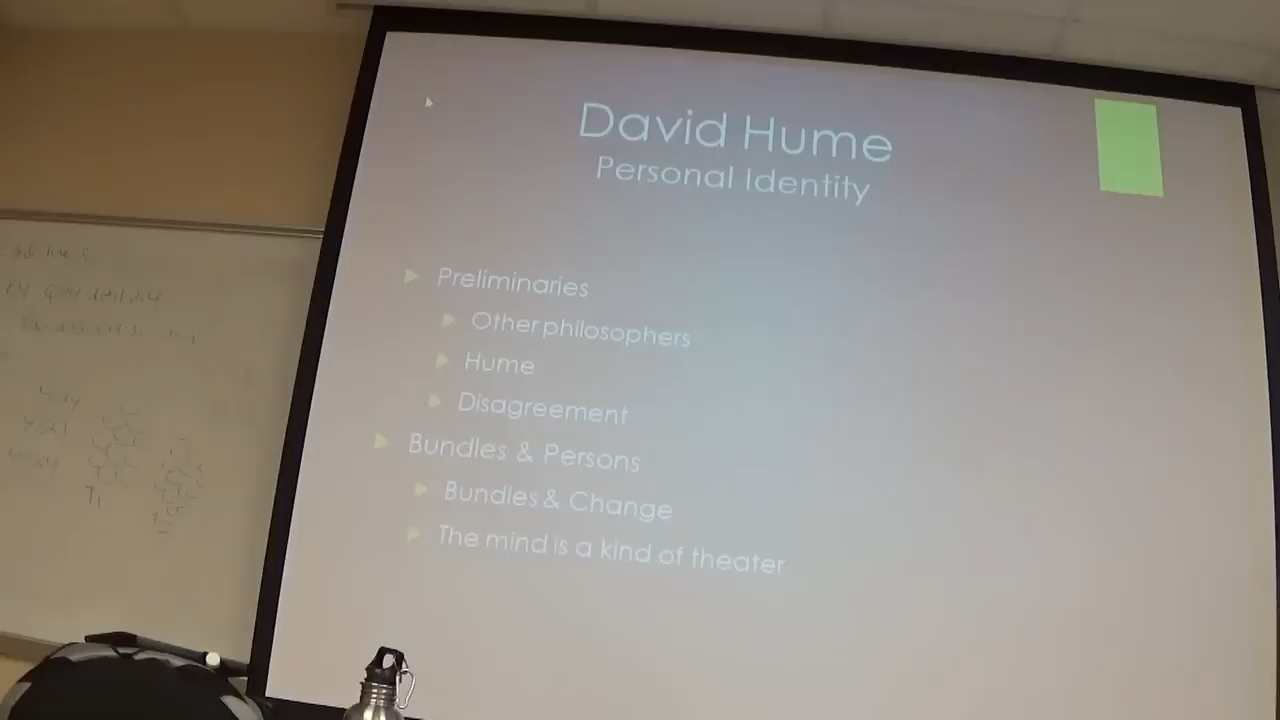 David Hume
Personal Identity
Preliminaries
Other philosophers
Hume
Disagreement
Bundles & Persons
Bundles & Change
The mind is a kind of theater